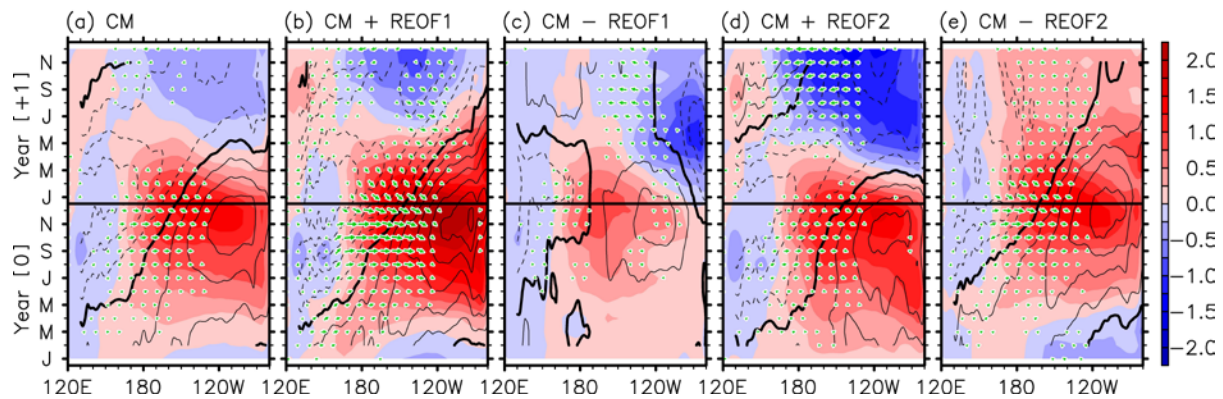 (a) CM
(b) CM + REOF1
(c) CM − REOF1
(d) CM + REOF2
(e) CM − REOF2
Year [+1]
N
S
J
M
M
J
Year [0]
N
S
J
M
M
J
120E 180 120W
120E 180 120W
120E 180 120W
120E 180 120W
120E 180 120W
2.0
1.5
1.0
0.5
0.0
−0.5
−1.0
−1.5
−2.0